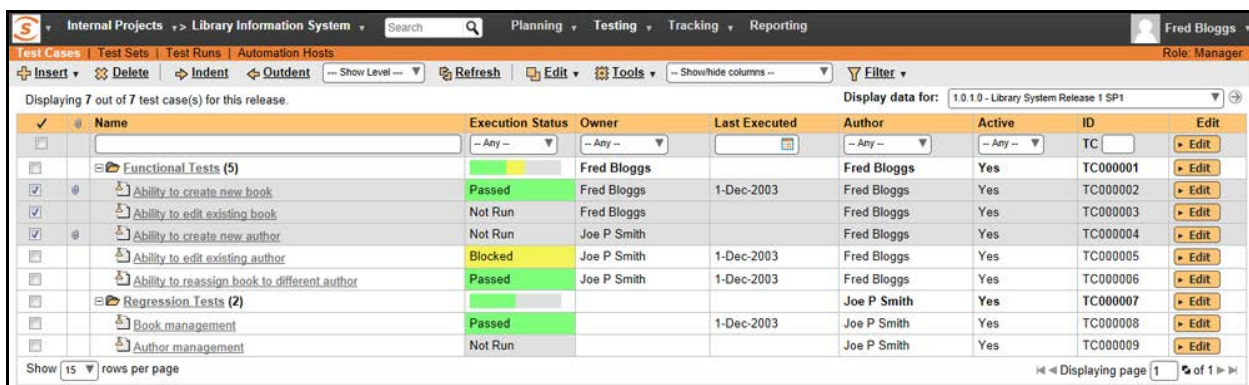 S Internal Projects > Library Information System Search Planning Testing Tracking Reporting Fred Bloggs
Test Cases | Test Sets | Test Runs | Automation Hosts Role: Manager
Insert Delete Indent Outdent -- Show Level -- Refresh Edit Tools -- Show/hide columns -- Filter
Displaying 7 out of 7 test case(s) for this release. Display data for: 1.0.1.0 - Library System Release 1 SP1
Name Execution Status Owner Last Executed Author Active ID Edit
-- Any -- -- Any -- -- Any -- -- Any -- TC Edit
Functional Tests (5) Fred Bloggs Fred Bloggs Yes TC000001 Edit
Ability to create new book Passed Fred Bloggs 1-Dec-2003 Fred Bloggs Yes TC000002 Edit
Ability to edit existing book Not Run Fred Bloggs Fred Bloggs Yes TC000003 Edit
Ability to create new author Not Run Joe P Smith Fred Bloggs Yes TC000004 Edit
Ability to edit existing author Blocked Joe P Smith 1-Dec-2003 Fred Bloggs Yes TC000005 Edit
Ability to reassign book to different author Passed Joe P Smith 1-Dec-2003 Fred Bloggs Yes TC000006 Edit
Regression Tests (2) Joe P Smith Yes TC000007 Edit
Book management Passed 1-Dec-2003 Joe P Smith Yes TC000008 Edit
Author management Not Run Joe P Smith Yes TC000009 Edit
Show 15 rows per page Displaying page 1 of 1